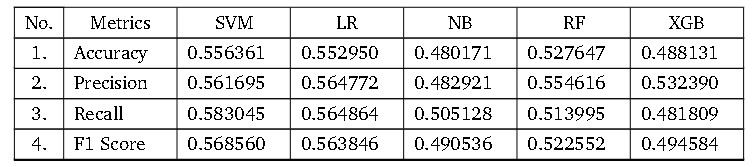 No. Metrics SVM LR NB RF XGB
1. Accuracy 0.556361 0.552950 0.480171 0.527647 0.488131
2. Precision 0.561695 0.564772 0.482921 0.554616 0.532390
3. Recall 0.583045 0.564864 0.505128 0.513995 0.481809
4. F1 Score 0.568560 0.563846 0.490536 0.522552 0.494584